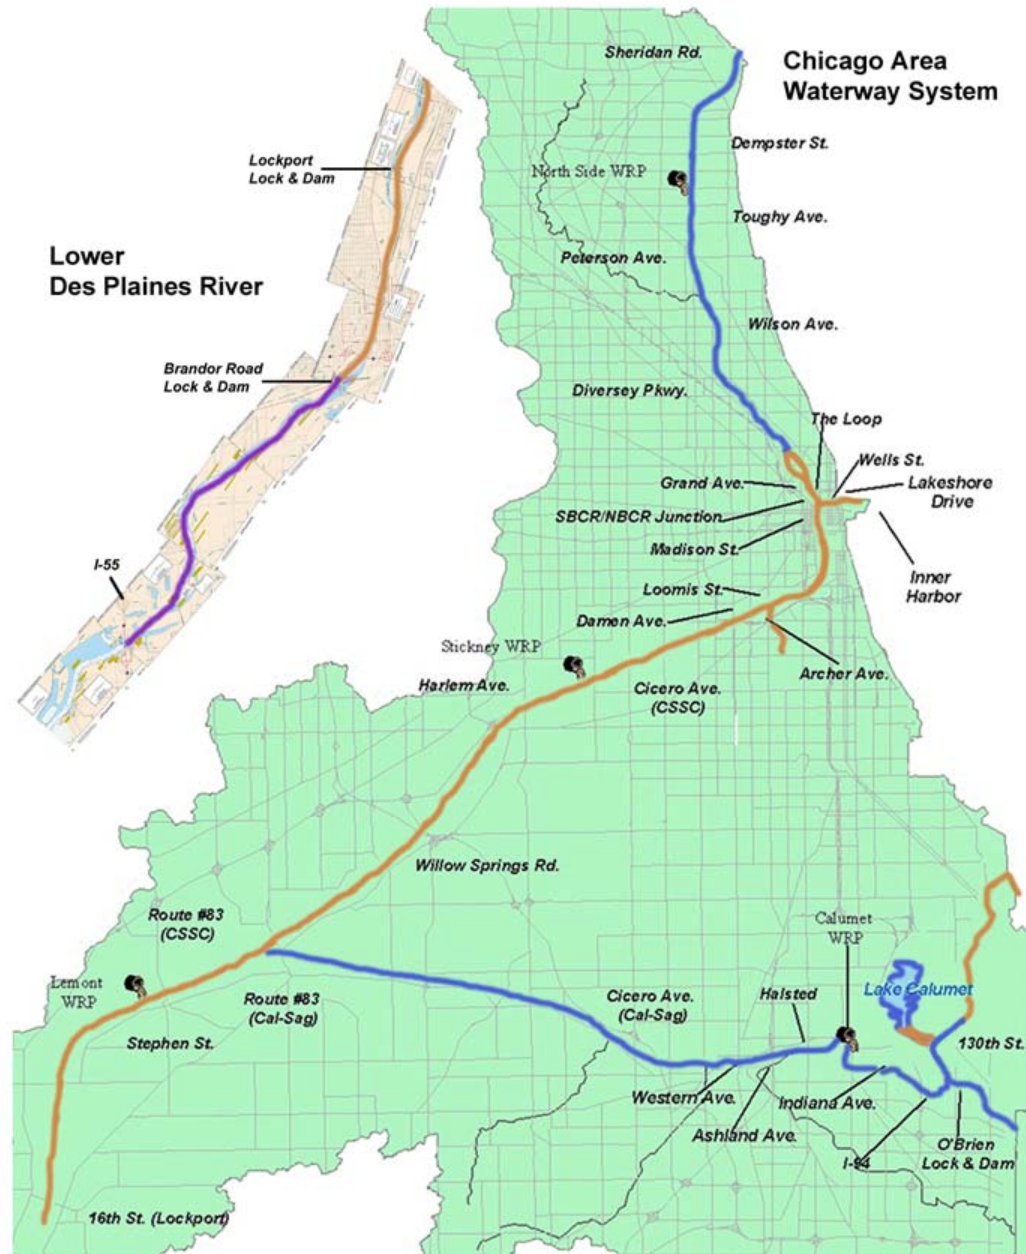 Chicago Area
Waterway System
Sheridan Rd.
Dempster St.
North Side WRP
Toughy Ave.
Peterson Ave.
Wilson Ave.
Diversey Pkwy.
The Loop
Wells St.
Grand Ave.
Lakeshore
Drive
SBCR/NBCR Junction
Madison St.
Inner
Harbor
Loomis St.
Damen Ave.
Stickney WRP
Archer Ave.
Harlem Ave.
Cicero Ave.
(CSSC)
Lower
Des Plaines River
Lockport
Lock & Dam
Brandor Road
Lock & Dam
I-55
Willow Springs Rd.
Route #83
(CSSC)
Calumet
WRP
Lemont
WRP
Route #83
(Cal-Sag)
Cicero Ave.
(Cal-Sag)
Halsted
Lake Calumet
Stephen St.
130th St.
Western Ave.
Indiana Ave.
Ashland Ave.
I-94
O'Brien
Lock & Dam
16th St. (Lockport)